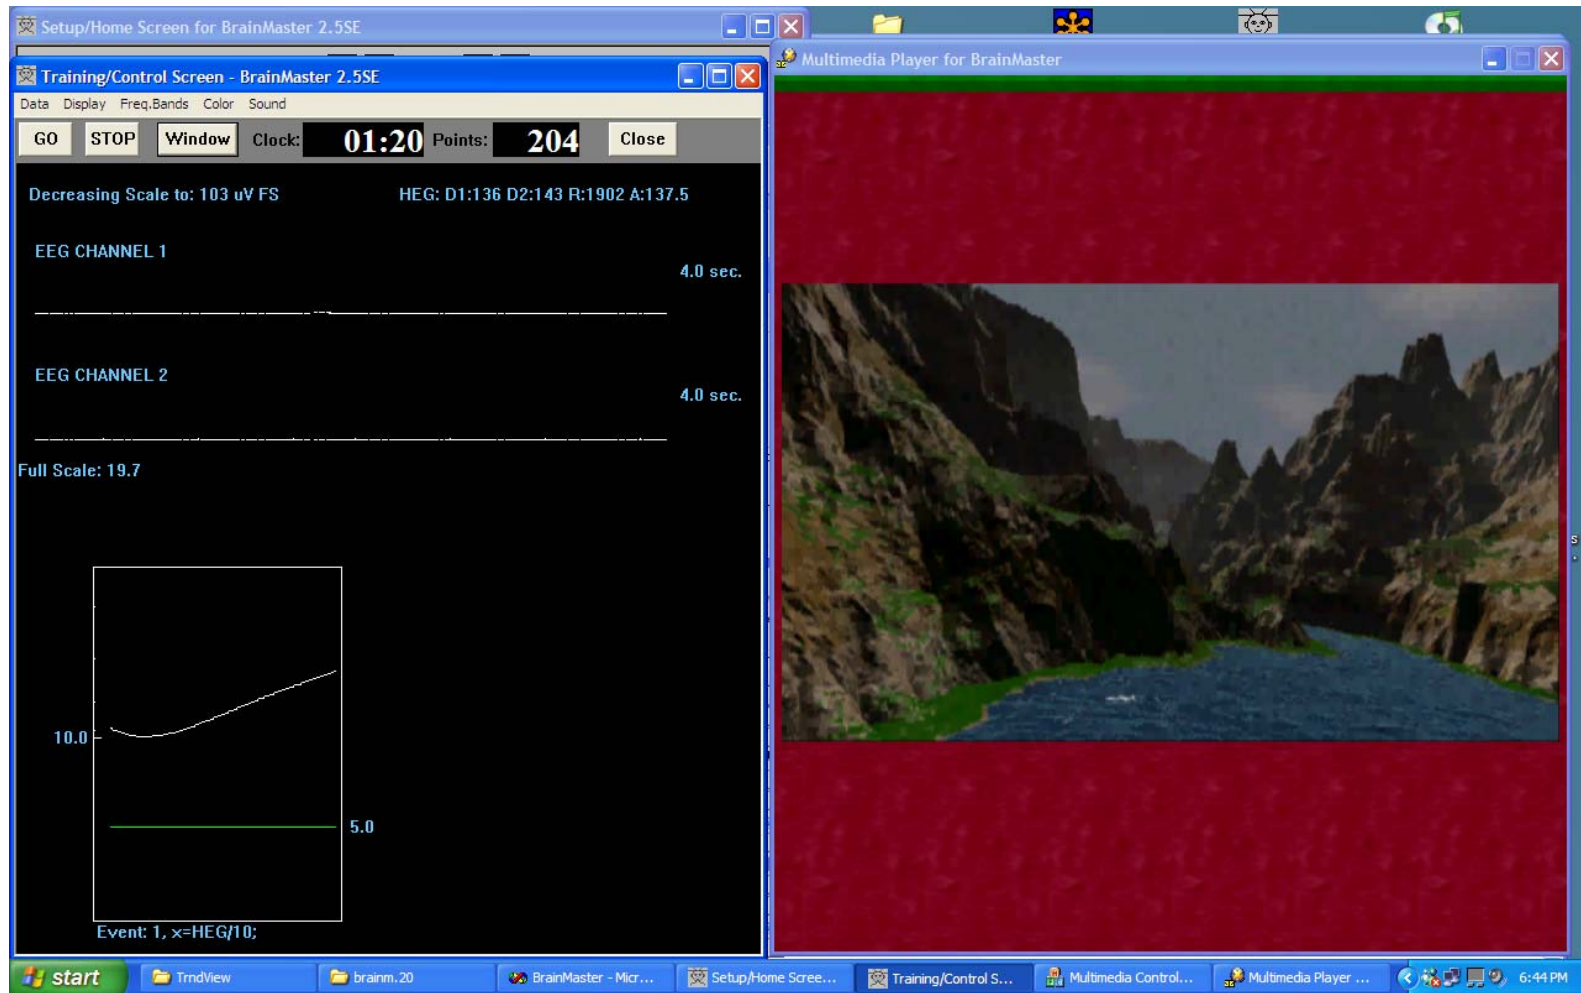 Setup/Home Screen for BrainMaster 2.5SE
Training/Control Screen - BrainMaster 2.5SE
Data Display Freq.Bands Color Sound
GO STOP Window Clock: 01:20 Points: 204 Close
Decreasing Scale to: 103 uV FS HEG: D1:136 D2:143 R:1902 A:137.5
EEG CHANNEL 1
4.0 sec.
EEG CHANNEL 2
4.0 sec.
Full Scale: 19.7
10.0
5.0
Event: 1, x=HEG/10;
Multimedia Player for BrainMaster
s
start TrndView brainm.20 BrainMaster - Micr... Setup/Home Scree... Training/Control S... Multimedia Control... Multimedia Player ... 6:44 PM